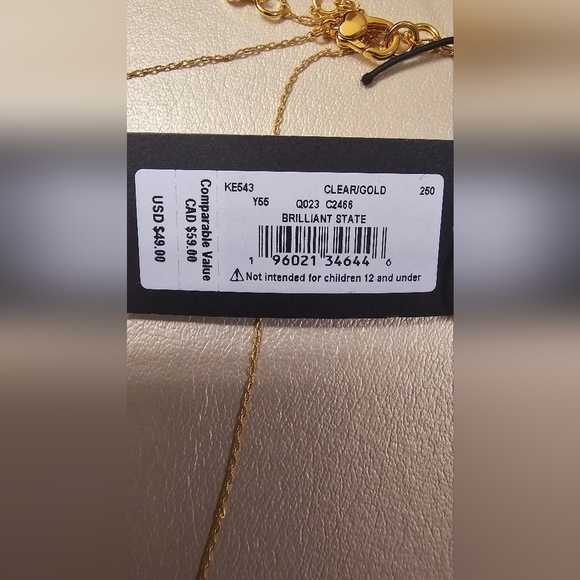 KE543 CLEAR/GOLD 250
Y55 Q023 C2466
BRILLIANT STATE
1 96021 34644 6
⚠Not intended for children 12 and under
Comparable Value
CAD $59.00
USD $49.00